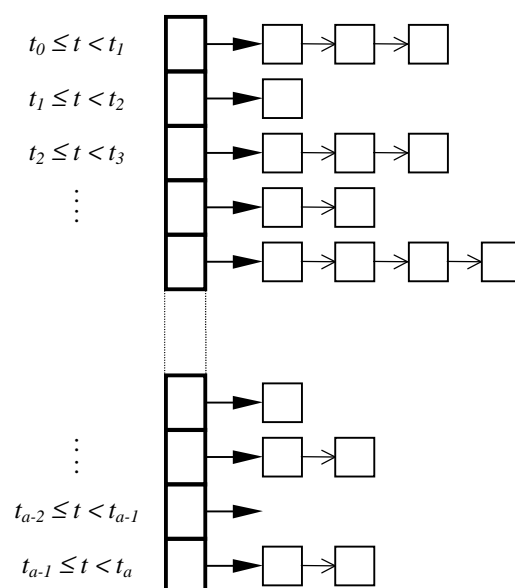 t₀ ≤ t < t₁
t₁ ≤ t < t₂
t₂ ≤ t < t₃
⋮
⋮
tₐ₋₂ ≤ t < tₐ₋₁
tₐ₋₁ ≤ t < tₐ